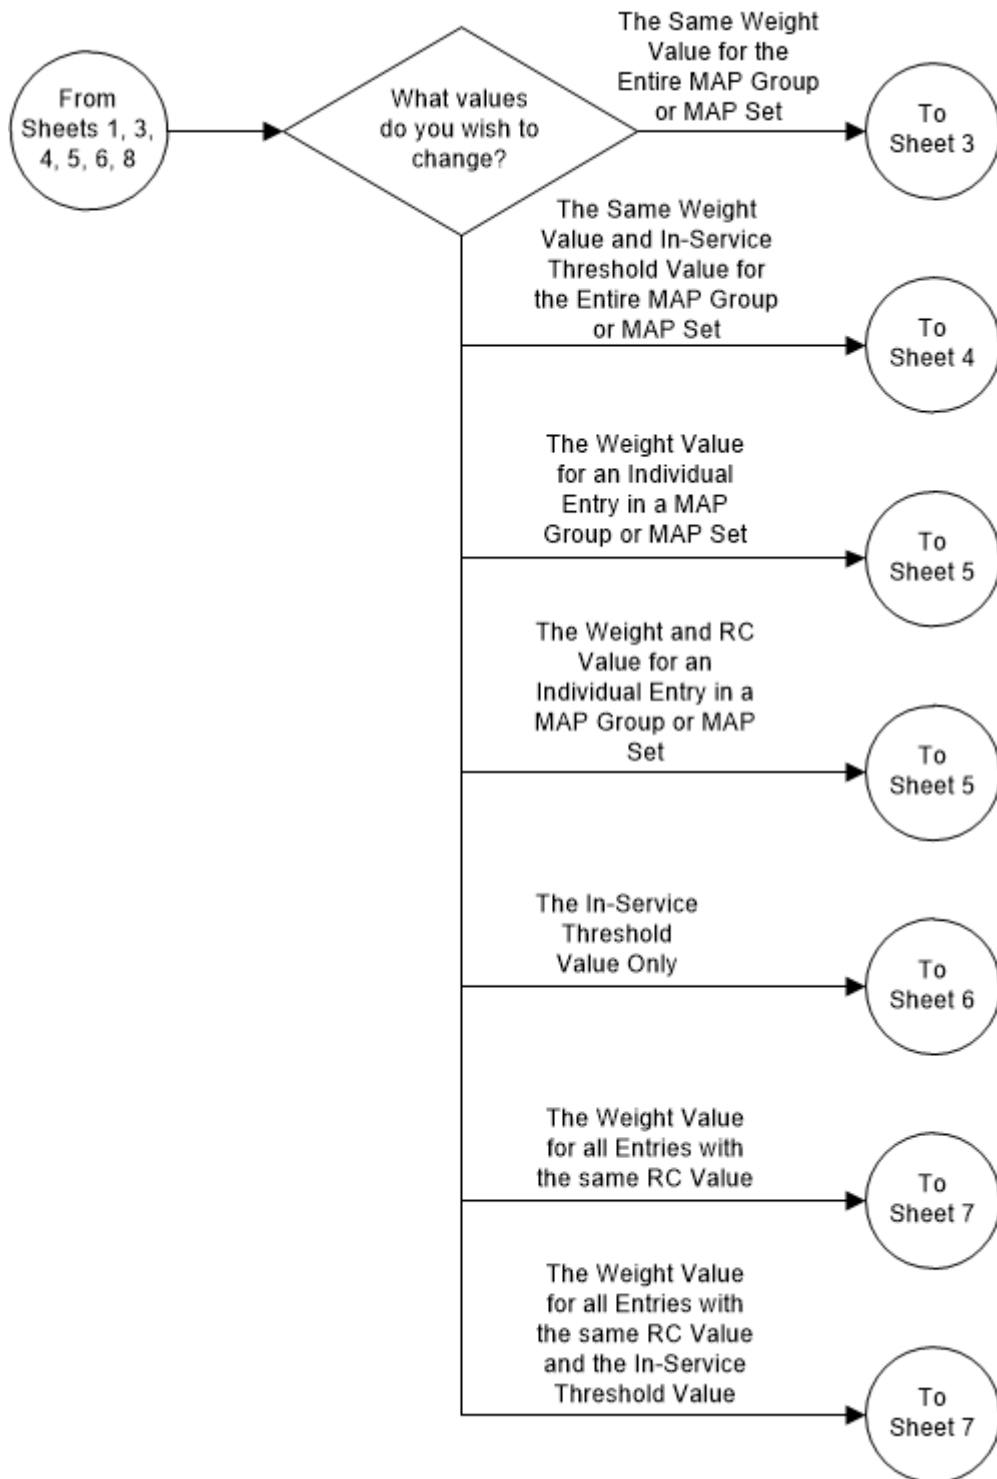 From
Sheets 1, 3,
4, 5, 6, 8
What values
do you wish to
change?
The Same Weight
Value for the
Entire MAP Group
or MAP Set
To
Sheet 3
The Same Weight
Value and In-Service
Threshold Value for
the Entire MAP Group
or MAP Set
To
Sheet 4
The Weight Value
for an Individual
Entry in a MAP
Group or MAP Set
To
Sheet 5
The Weight and RC
Value for an
Individual Entry in a
MAP Group or MAP
Set
To
Sheet 5
The In-Service
Threshold
Value Only
To
Sheet 6
The Weight Value
for all Entries with
the same RC Value
To
Sheet 7
The Weight Value
for all Entries with
the same RC Value
and the In-Service
Threshold Value
To
Sheet 7